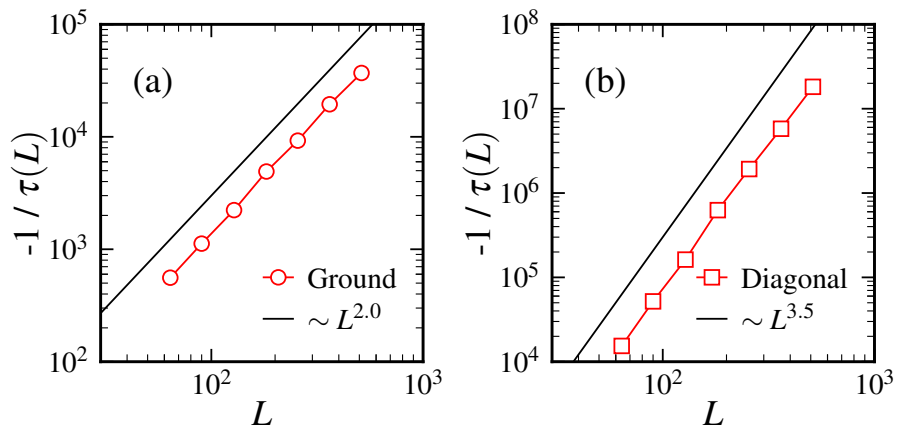 10^5
10^4
10^3
10^2
-1 / τ(L)
(a)
Ground
∼ L^{2.0}
10^2
10^3
L
10^8
10^7
10^6
10^5
10^4
-1 / τ(L)
(b)
Diagonal
∼ L^{3.5}
10^2
10^3
L